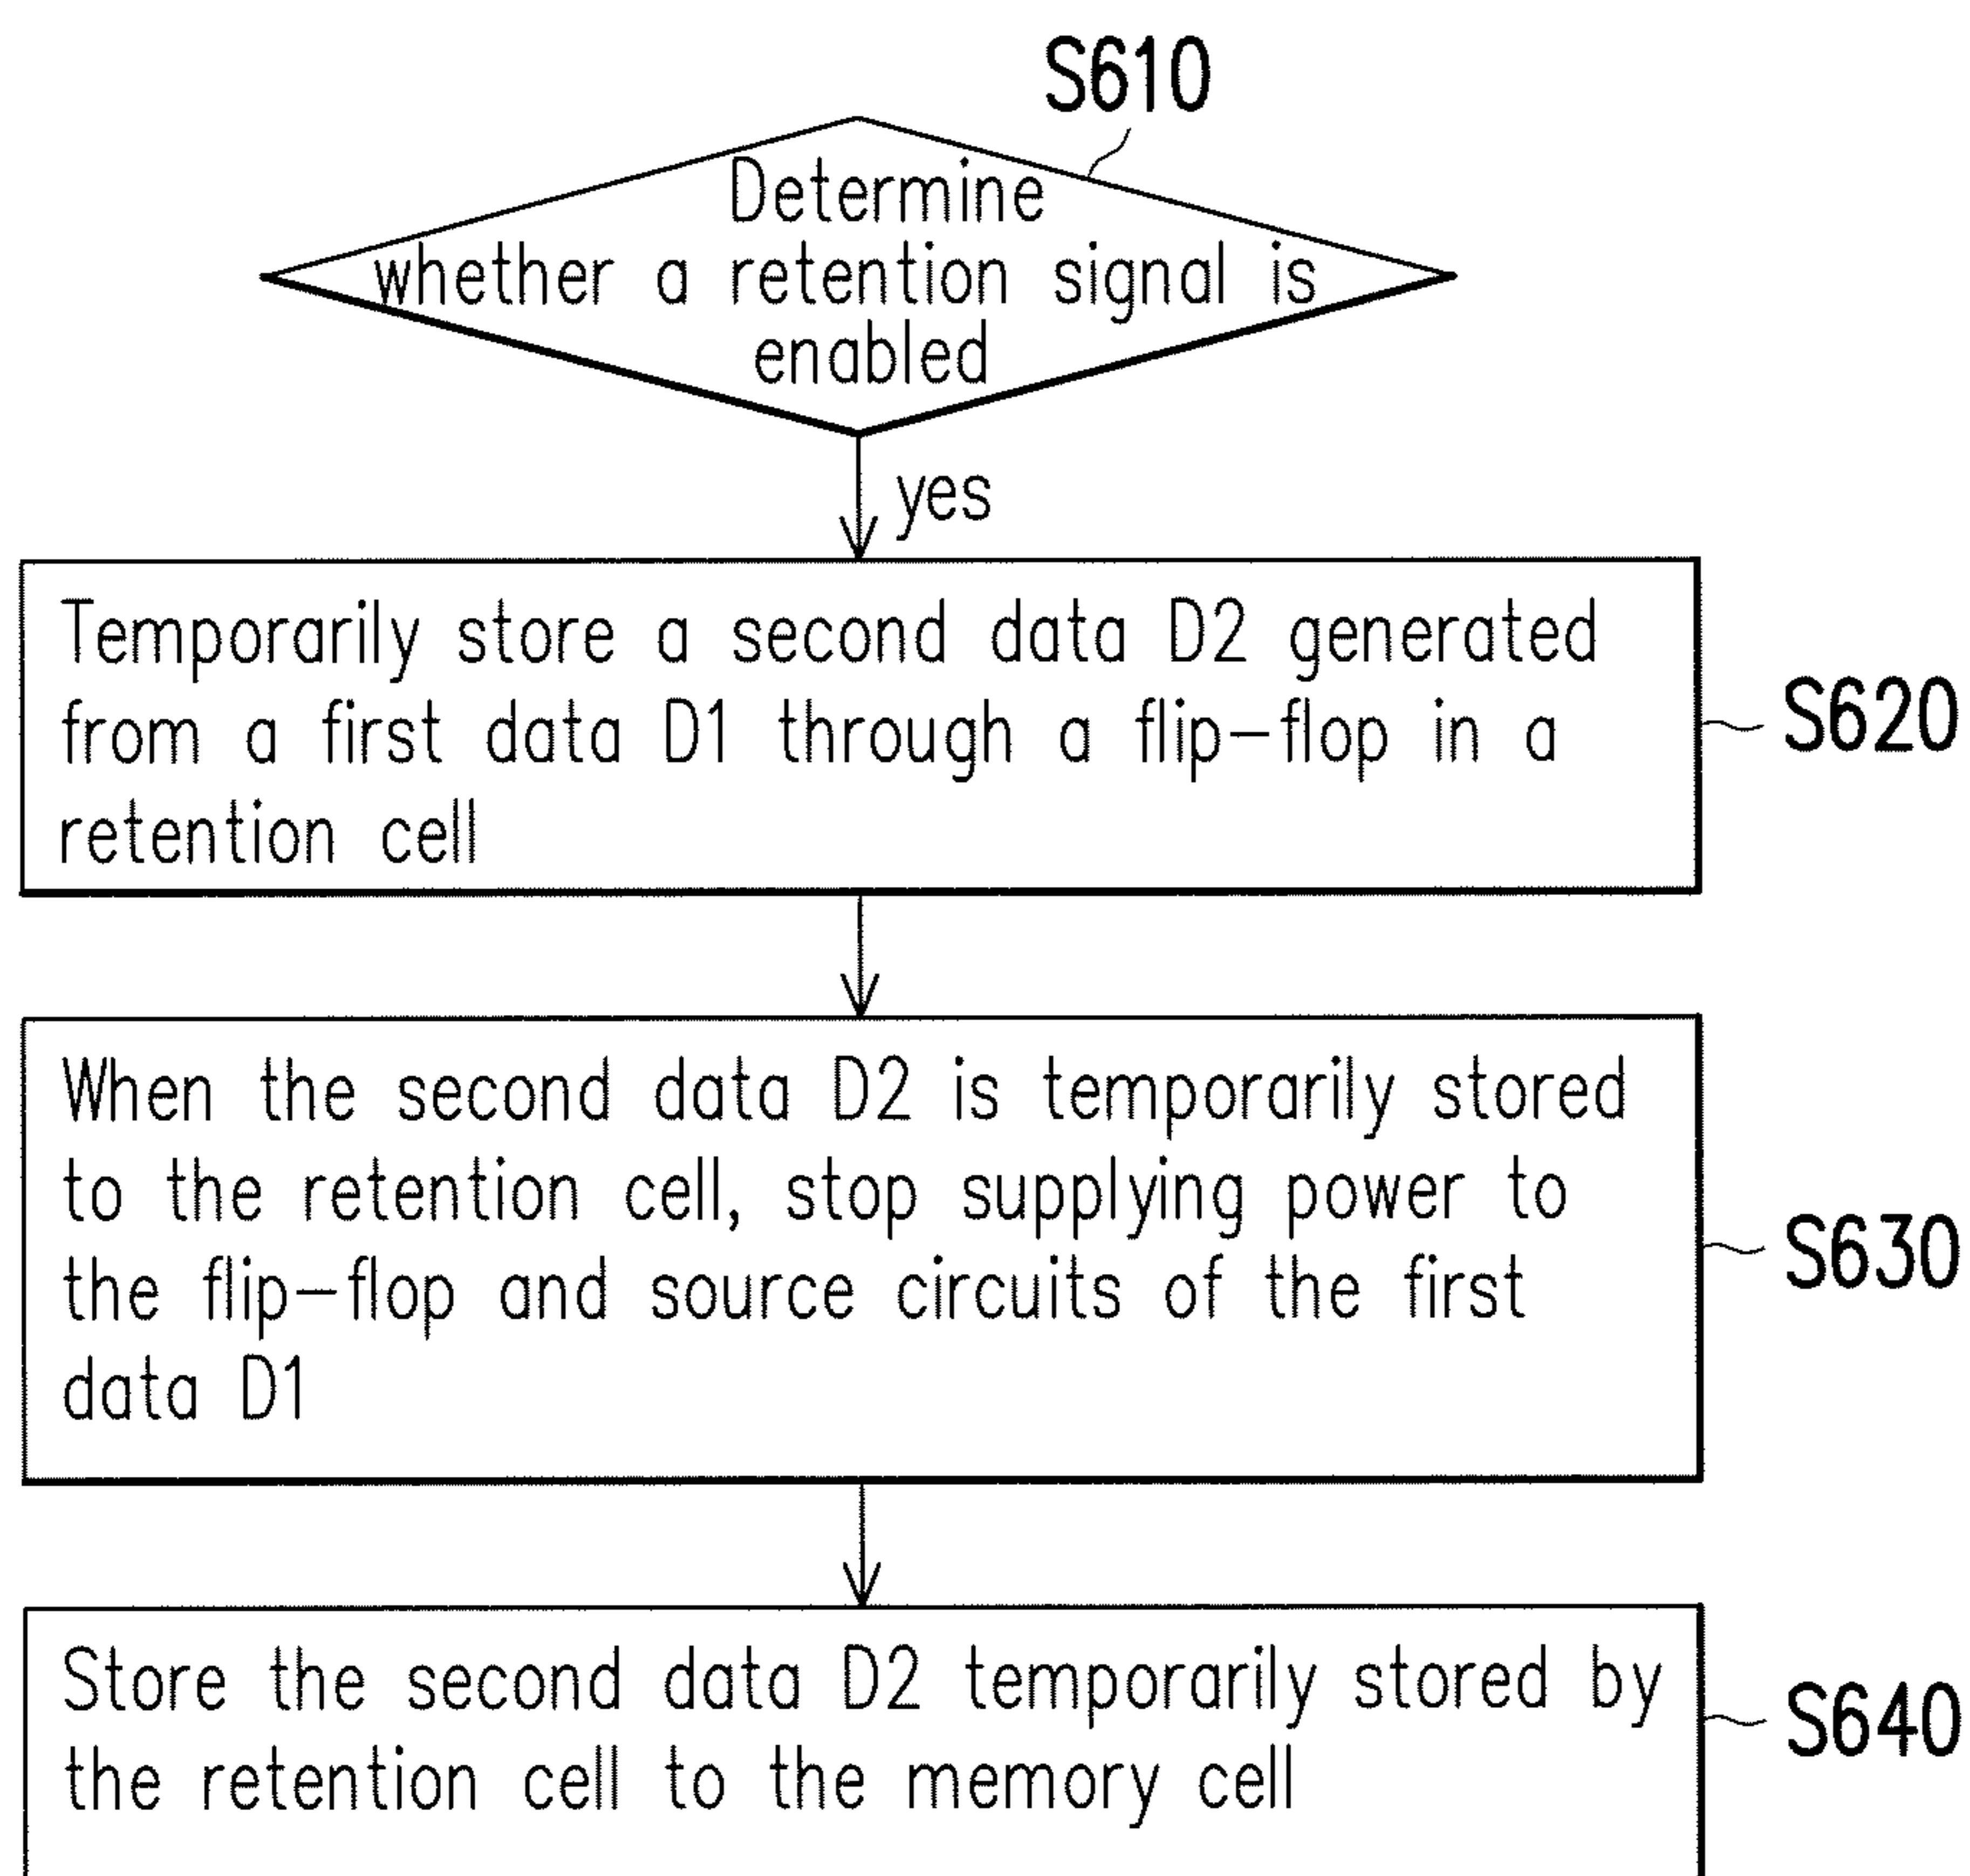 S610
Determine
whether a retention signal is
enabled
yes
Temporarily store a second data D2 generated
from a first data D1 through a flip-flop in a
retention cell
S620
When the second data D2 is temporarily stored
to the retention cell, stop supplying power to
the flip-flop and source circuits of the first
data D1
S630
Store the second data D2 temporarily stored by
the retention cell to the memory cell
S640